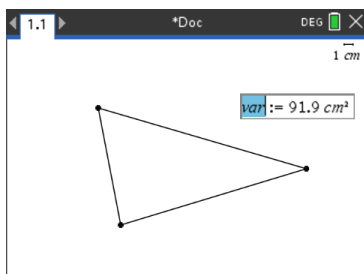 1.1 *Doc DEG
1 cm
var := 91.9 cm²